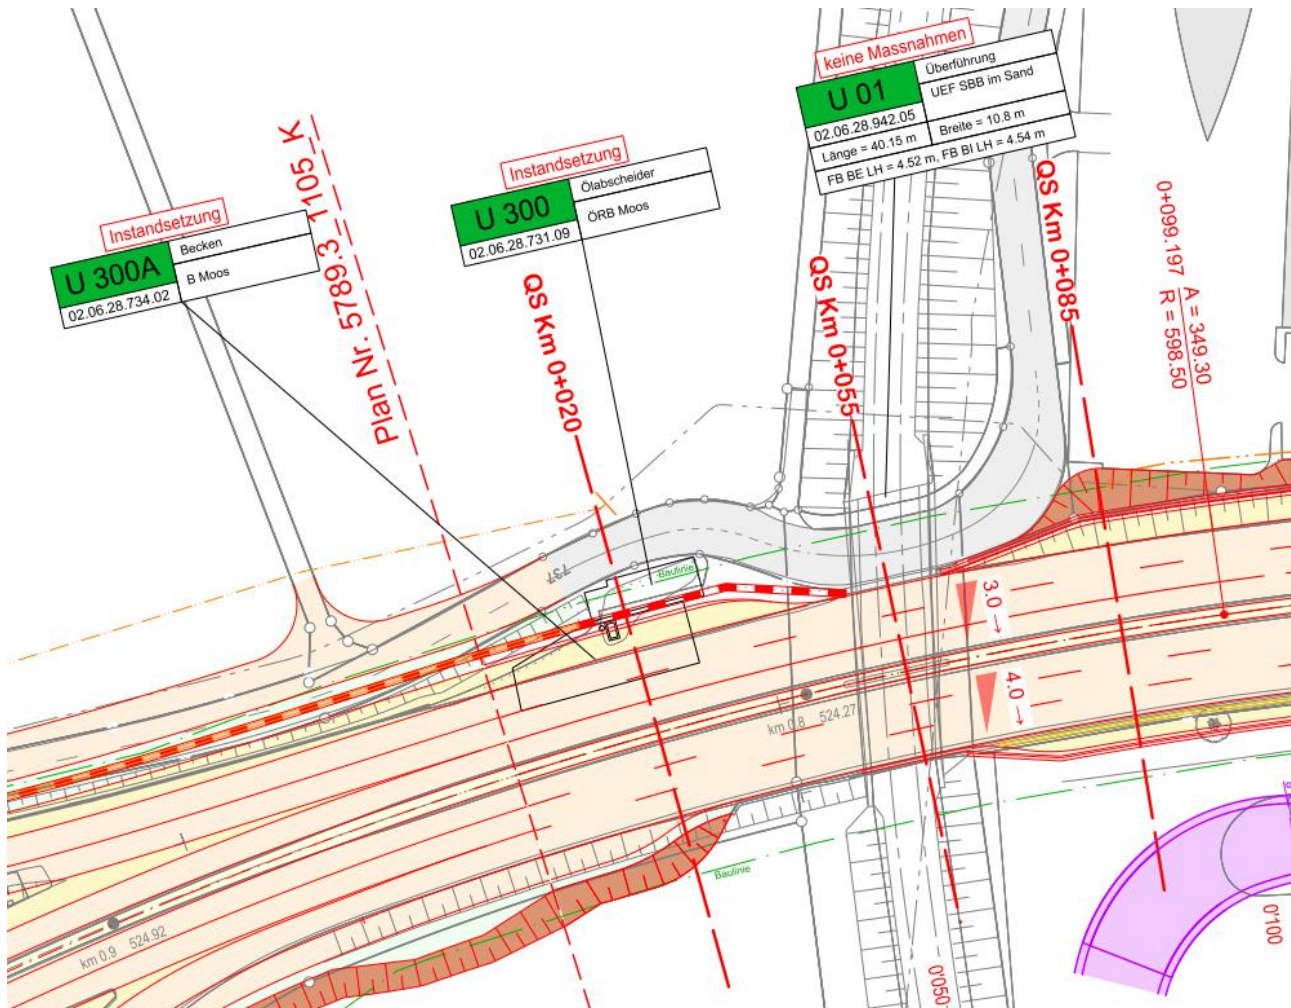 keine Massnahmen
U 01
Überführung
UEF SBB im Sand
02.06.28.942.05
Länge = 40.15 m
Breite = 10.8 m
FB BE LH = 4.52 m, FB BI LH = 4.54 m
Instandsetzung
U 300
Ölabscheider
ÖRB Moos
02.06.28.731.09
Instandsetzung
U 300A
Becken
B Moos
02.06.28.734.02
Plan Nr. 5789.3_1105_K
QS Km 0+020
QS Km 0+055
QS Km 0+085
0+099.197
A = 349.30
R = 598.50
737
Baulinie
3.0 →
4.0 →
km 0.8 524.27
km 0.9 524.92
Baulinie
0'050
0'100